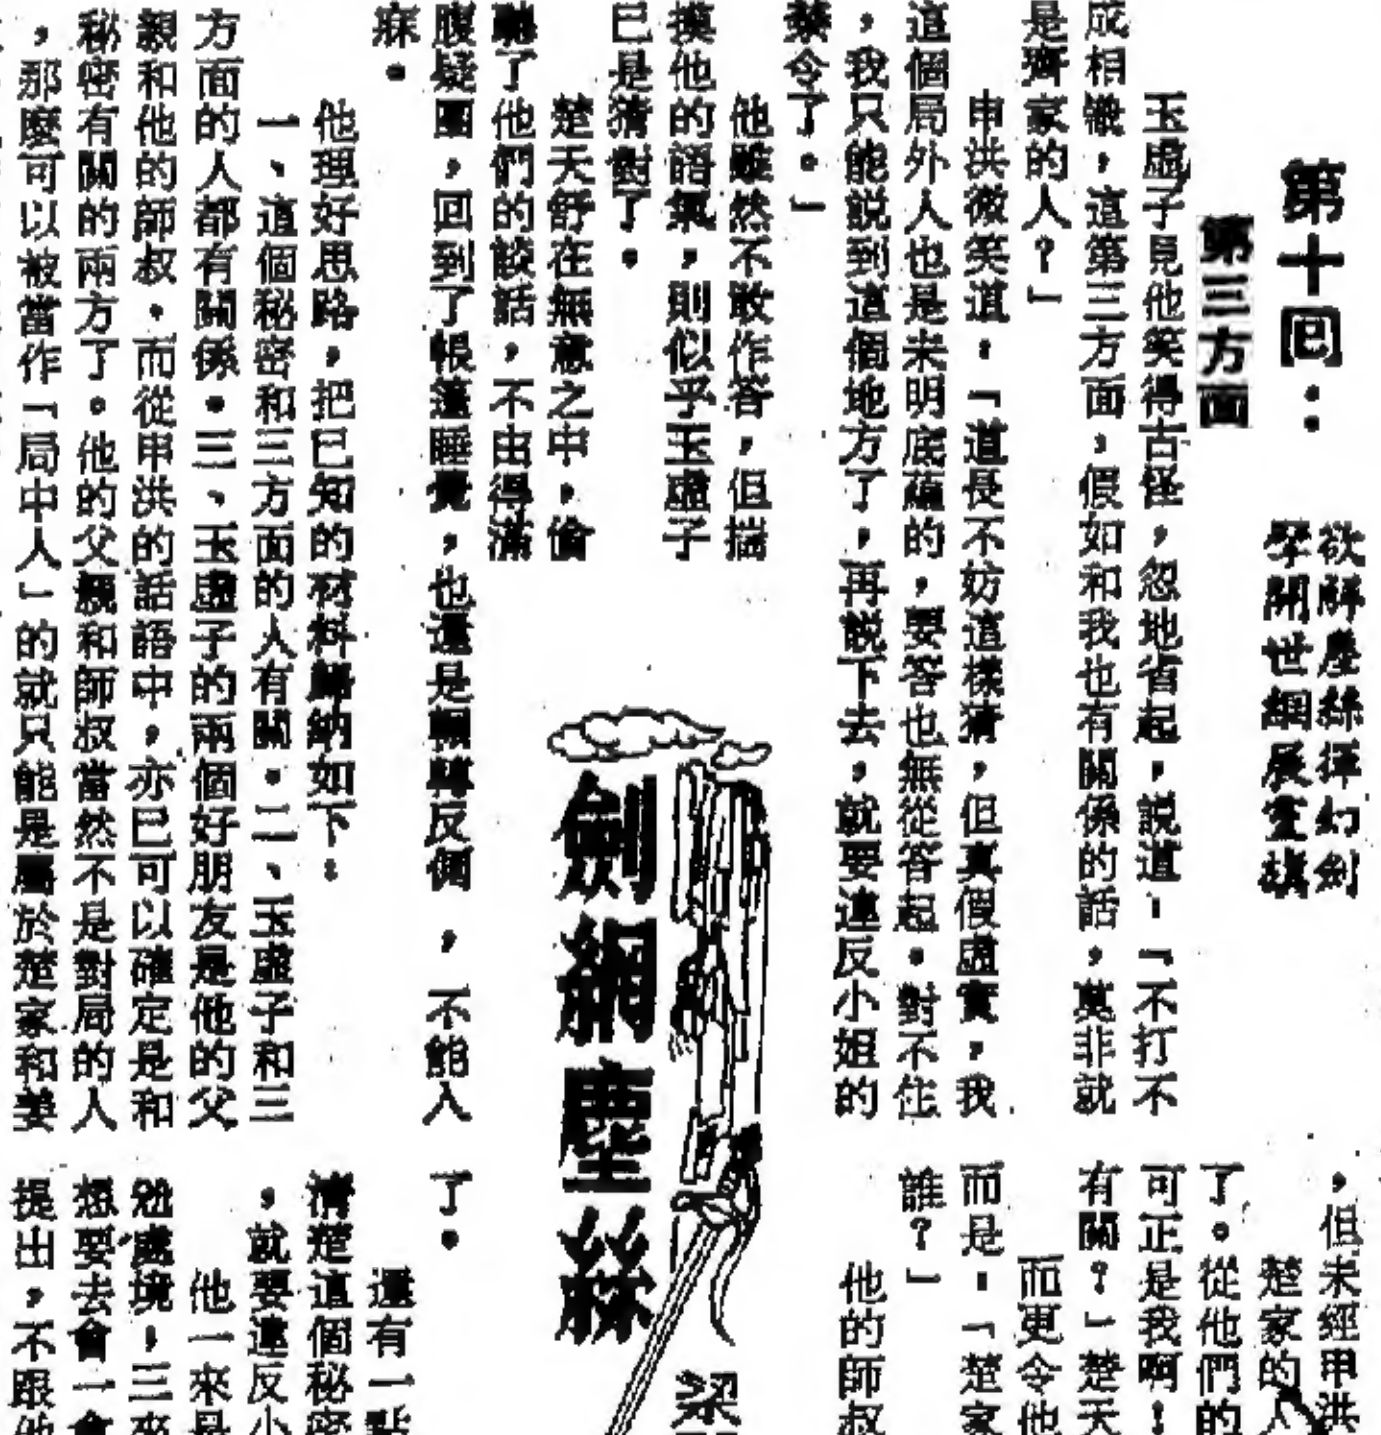 第十回：
欲解塵絲揮幻劍
擘開世網展靈旗
第三方面
玉虛子見他笑得古怪，忽地省起，說道：「不打不
成相識，這第三方面，假如和我也有關係的話，莫非就
是齊家的人？」
申洪微笑道：「道長不妨這樣猜，但真假虛實，我
這個局外人也是未明底蘊的，要答也無從答起。對不住
，我只能說到這個地方了，再說下去，就要違反小姐的
禁令了。」
他雖然不敢作答，但揣
摸他的語氣，則似乎玉虛子
已是猜對了。
楚天舒在無意之中，偷
聽了他們的談話，不由得滿
腹疑團，回到了帳篷睡覺，也還是輾轉反側，不能入
寐。
他理好思路，把已知的材料歸納如下：
一、這個秘密和三方面的人有關。二、玉虛子和三
方面的人都有關係。三、玉虛子的兩個好朋友是他的父
親和他的師叔，而從申洪的話語中，亦已可以確定是和
秘密有關的兩方了。他的父親和師叔當然不是對局的人
，那麼可以被當作「局中人」的就只能是屬於楚家和姜
劍網塵絲
梁
，但未經申洪
楚家的人
了。從他們的
可正是我啊！
有關？」楚天
而更令他
而是：「楚家
誰？」
他的師叔
了。
還有一點
清楚這個秘密
，就要違反小
他一來是
處境，三來
想要去會一會
提出，不跟他